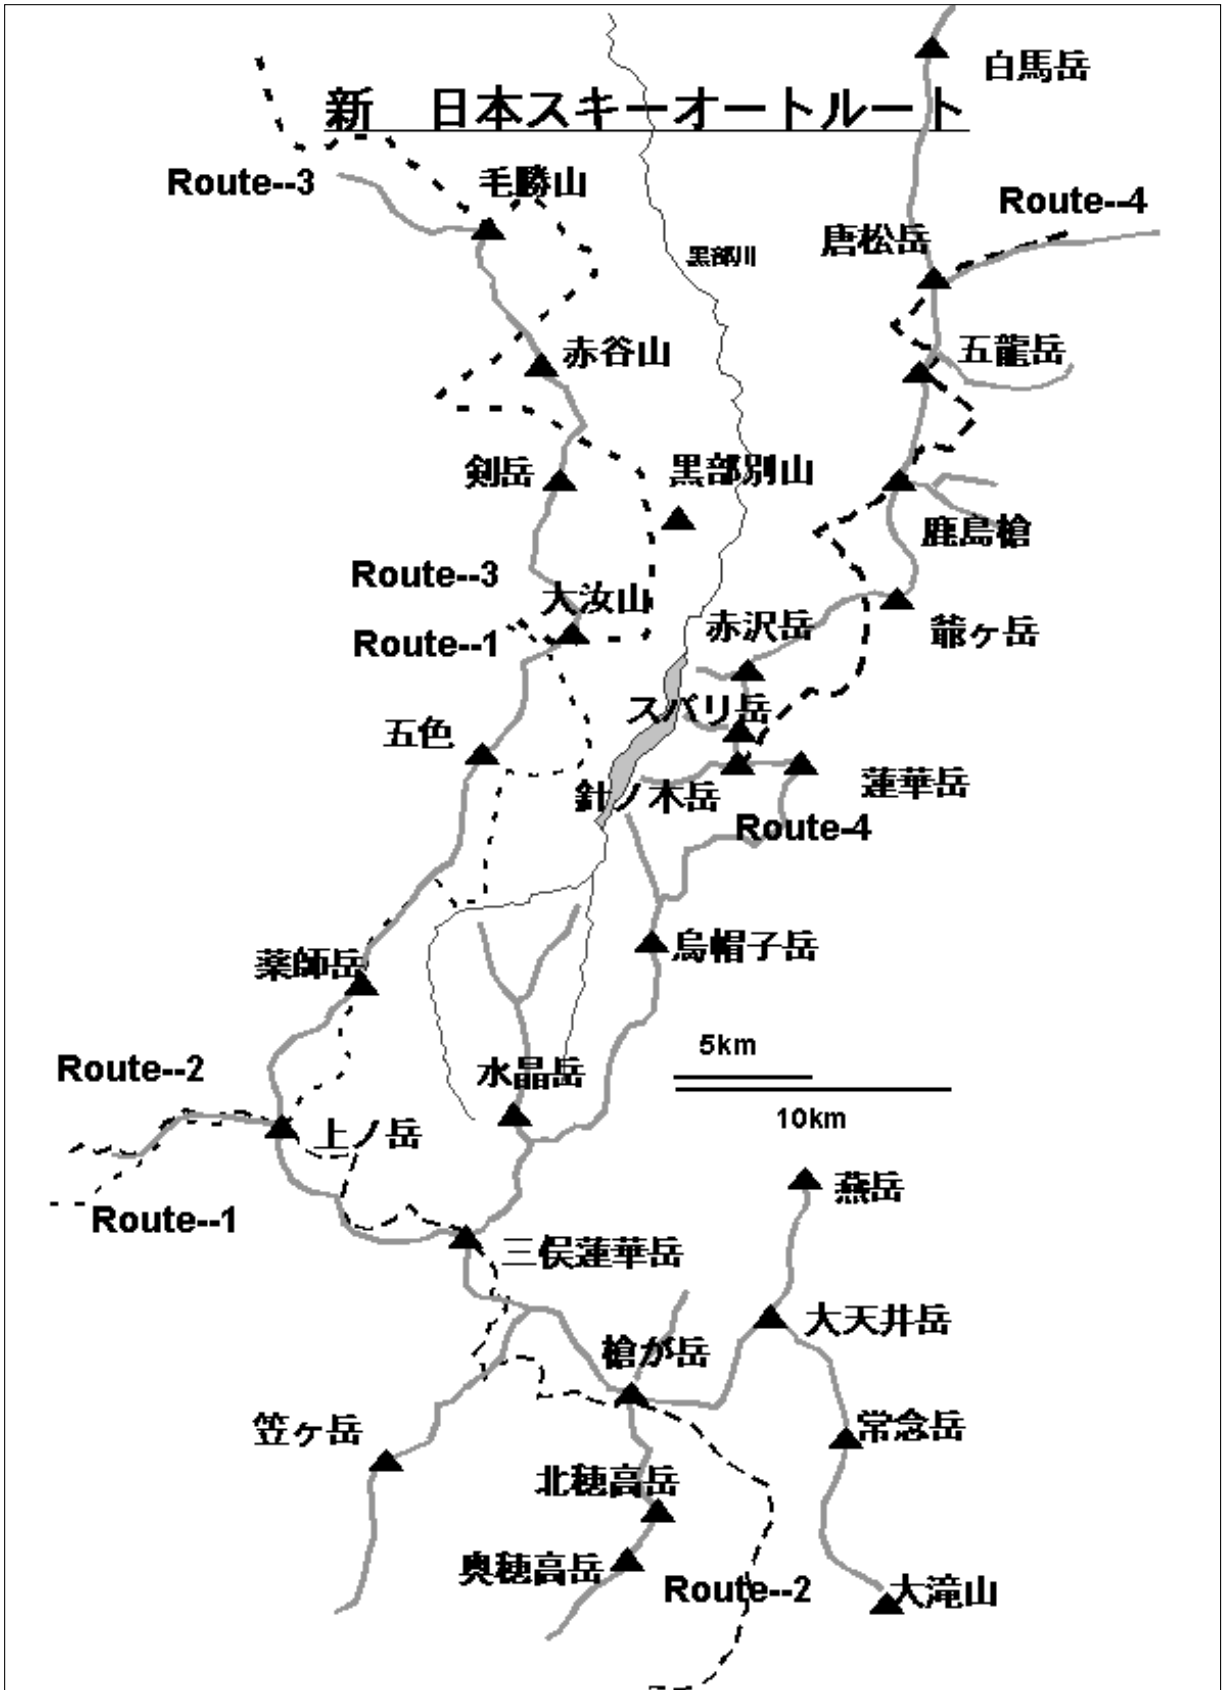 白馬岳
新 日本スキーオートルート
Route--3
毛勝山
Route--4
唐松岳
黒部川
赤谷山
五龍岳
剣岳
黒部別山
鹿島槍
Route--3
大汝山
赤沢岳
爺ヶ岳
Route--1
スバリ岳
五色
針ノ木岳
蓮華岳
Route-4
薬師岳
烏帽子岳
5km
Route--2
水晶岳
10km
上ノ岳
燕岳
Route--1
三俣蓮華岳
大天井岳
槍が岳
笠ヶ岳
常念岳
北穂高岳
奥穂高岳
Route--2
大滝山